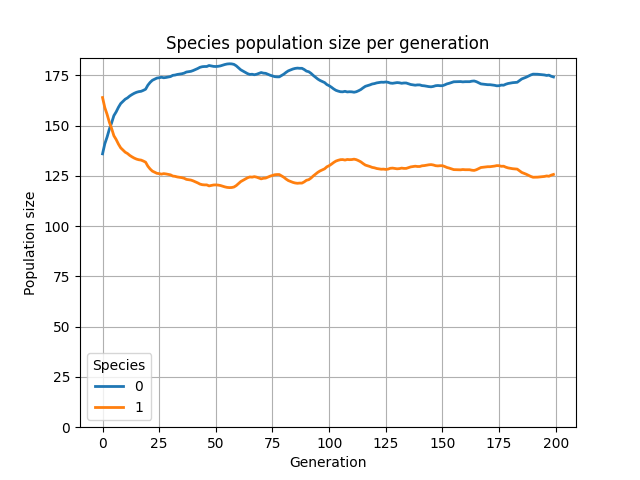 Species population size per generation
Population size
175
150
125
100
75
50
25
0
Species
0
1
0 25 50 75 100 125 150 175 200
Generation